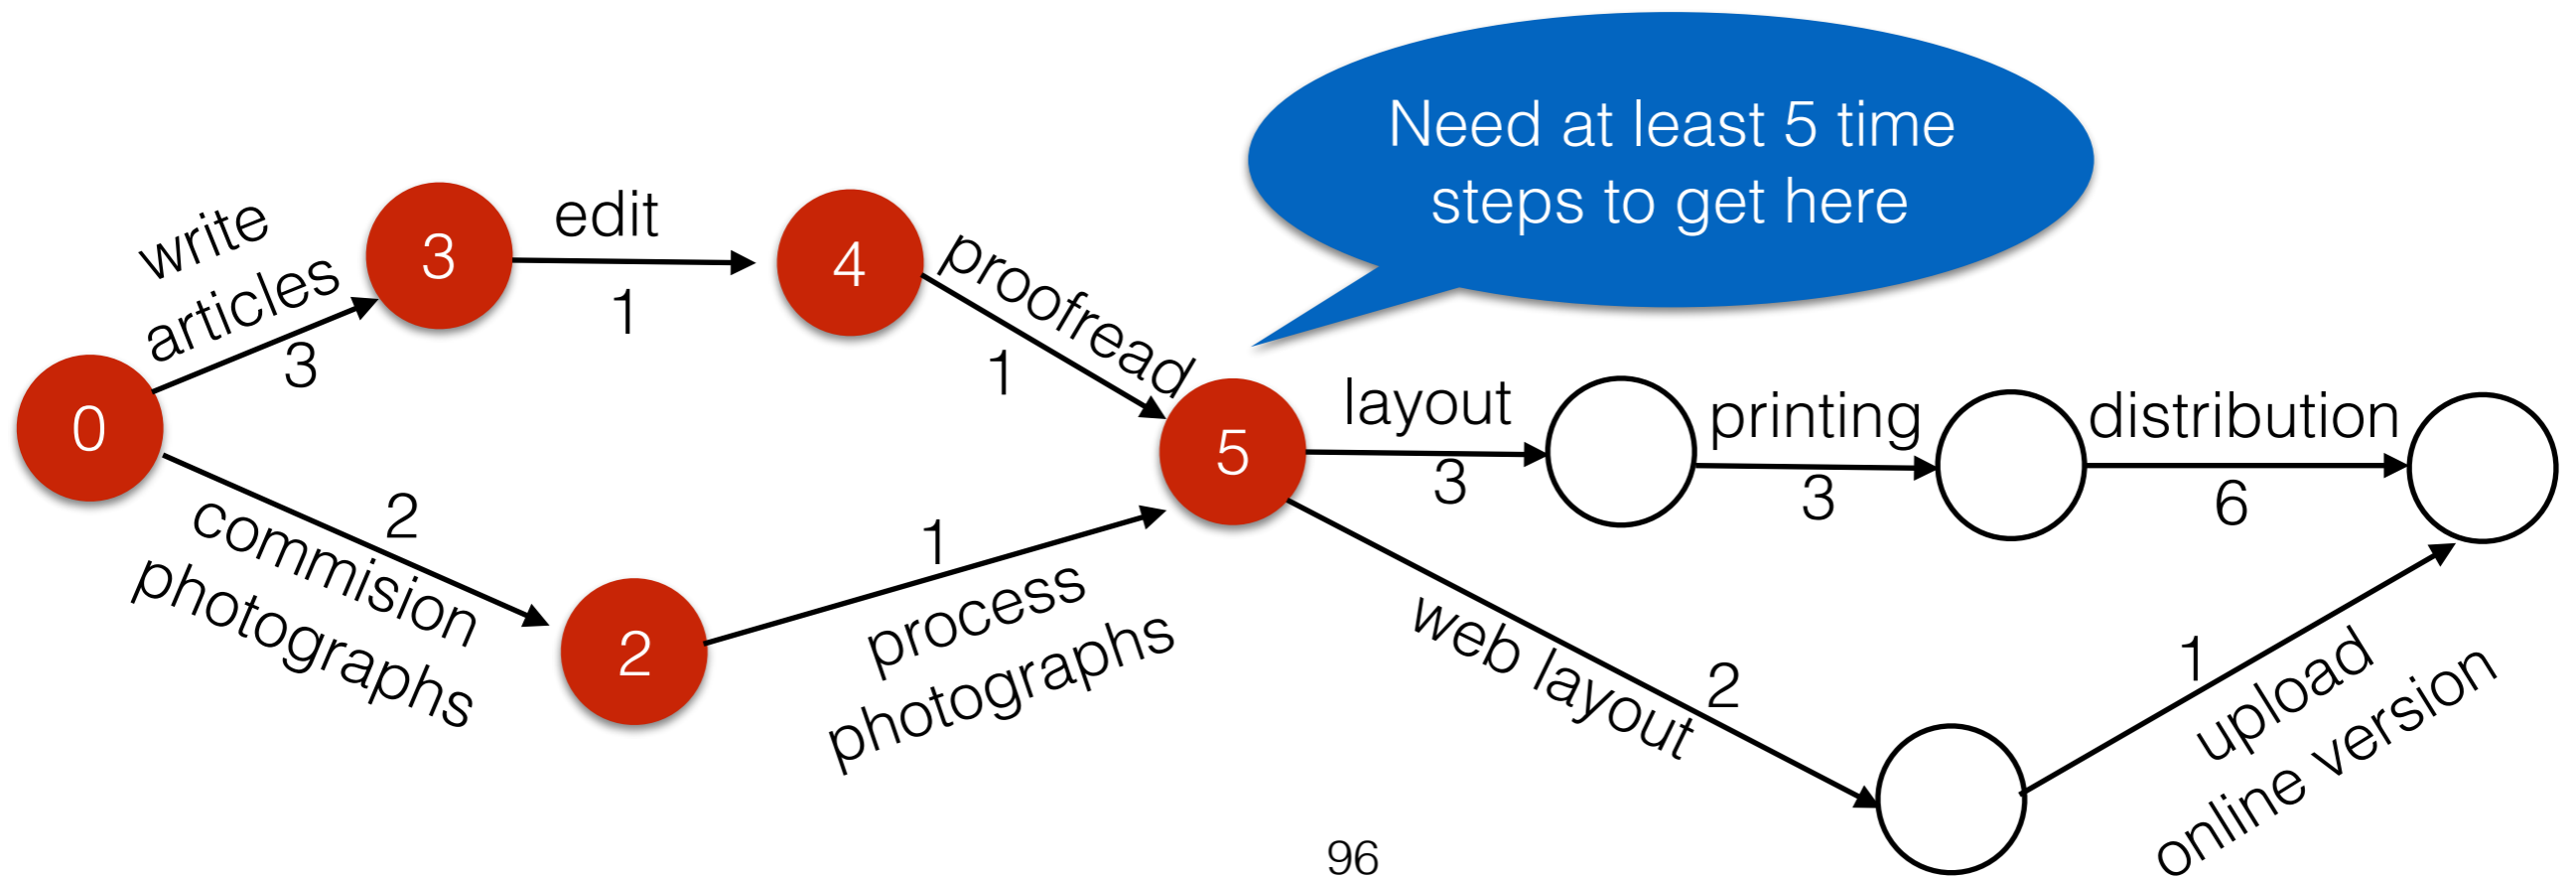 Need at least 5 time
steps to get here
write
articles
3
3
edit
1
4
proofread
1
0
2
commision
photographs
2
1
process
photographs
5
layout
3
printing
3
distribution
6
web layout
2
1
upload
online version
96